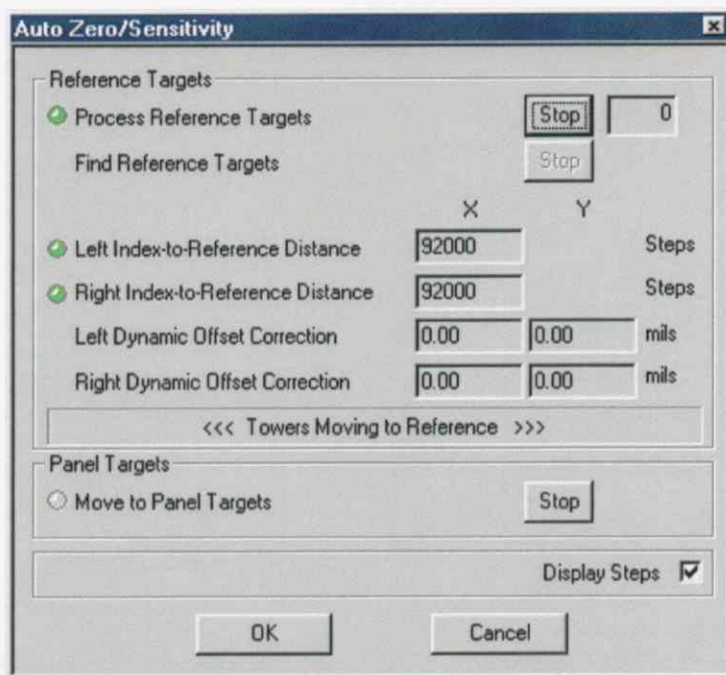 Auto Zero/Sensitivity
Reference Targets
Process Reference Targets Stop 0
Find Reference Targets Stop
X Y
Left Index-to-Reference Distance 92000 Steps
Right Index-to-Reference Distance 92000 Steps
Left Dynamic Offset Correction 0.00 0.00 mils
Right Dynamic Offset Correction 0.00 0.00 mils
<<< Towers Moving to Reference >>>
Panel Targets
Move to Panel Targets Stop
Display Steps
OK Cancel